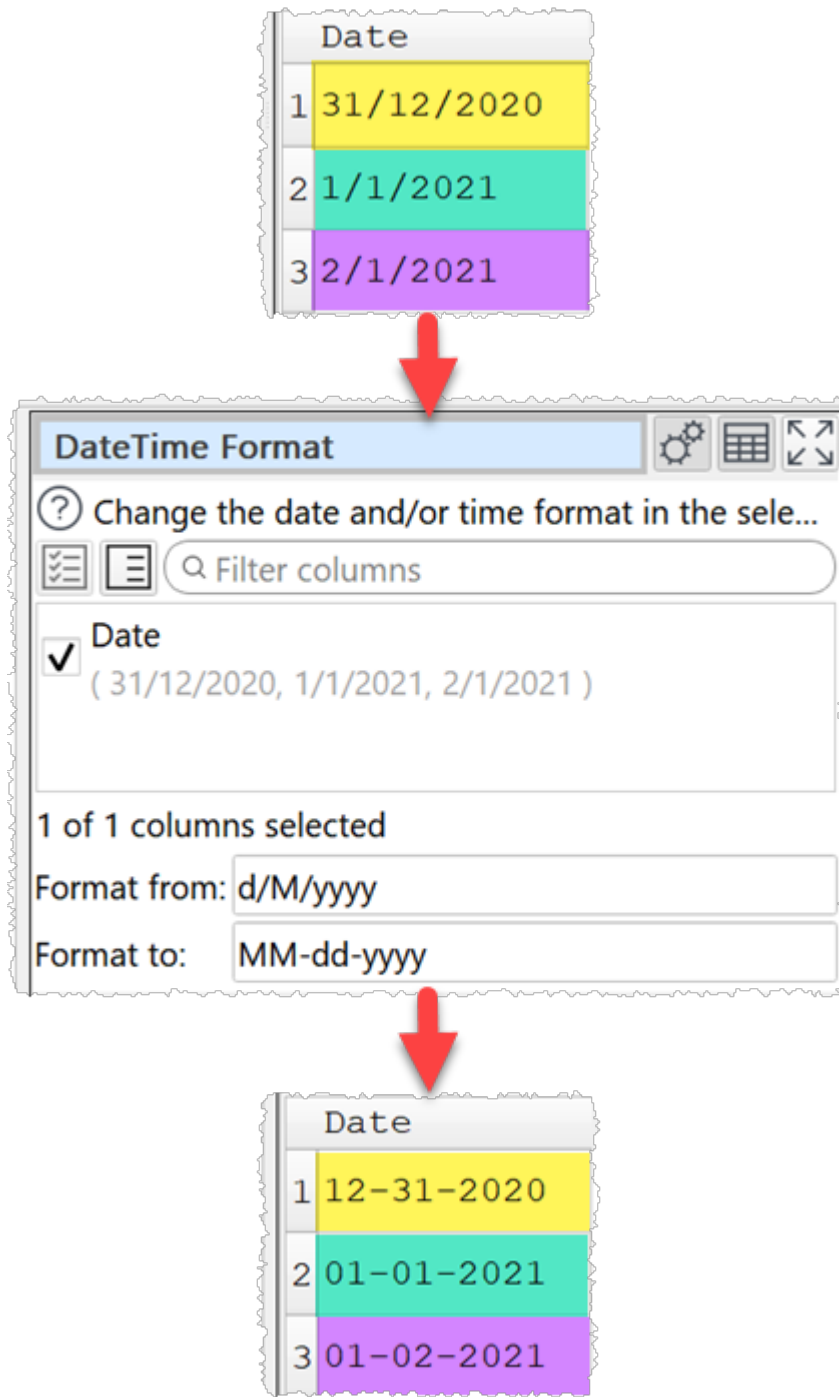 Date
1 31/12/2020
2 1/1/2021
3 2/1/2021
DateTime Format
? Change the date and/or time format in the sele...
Filter columns
Date
( 31/12/2020, 1/1/2021, 2/1/2021 )
1 of 1 columns selected
Format from: d/M/yyyy
Format to: MM-dd-yyyy
Date
1 12-31-2020
2 01-01-2021
3 01-02-2021